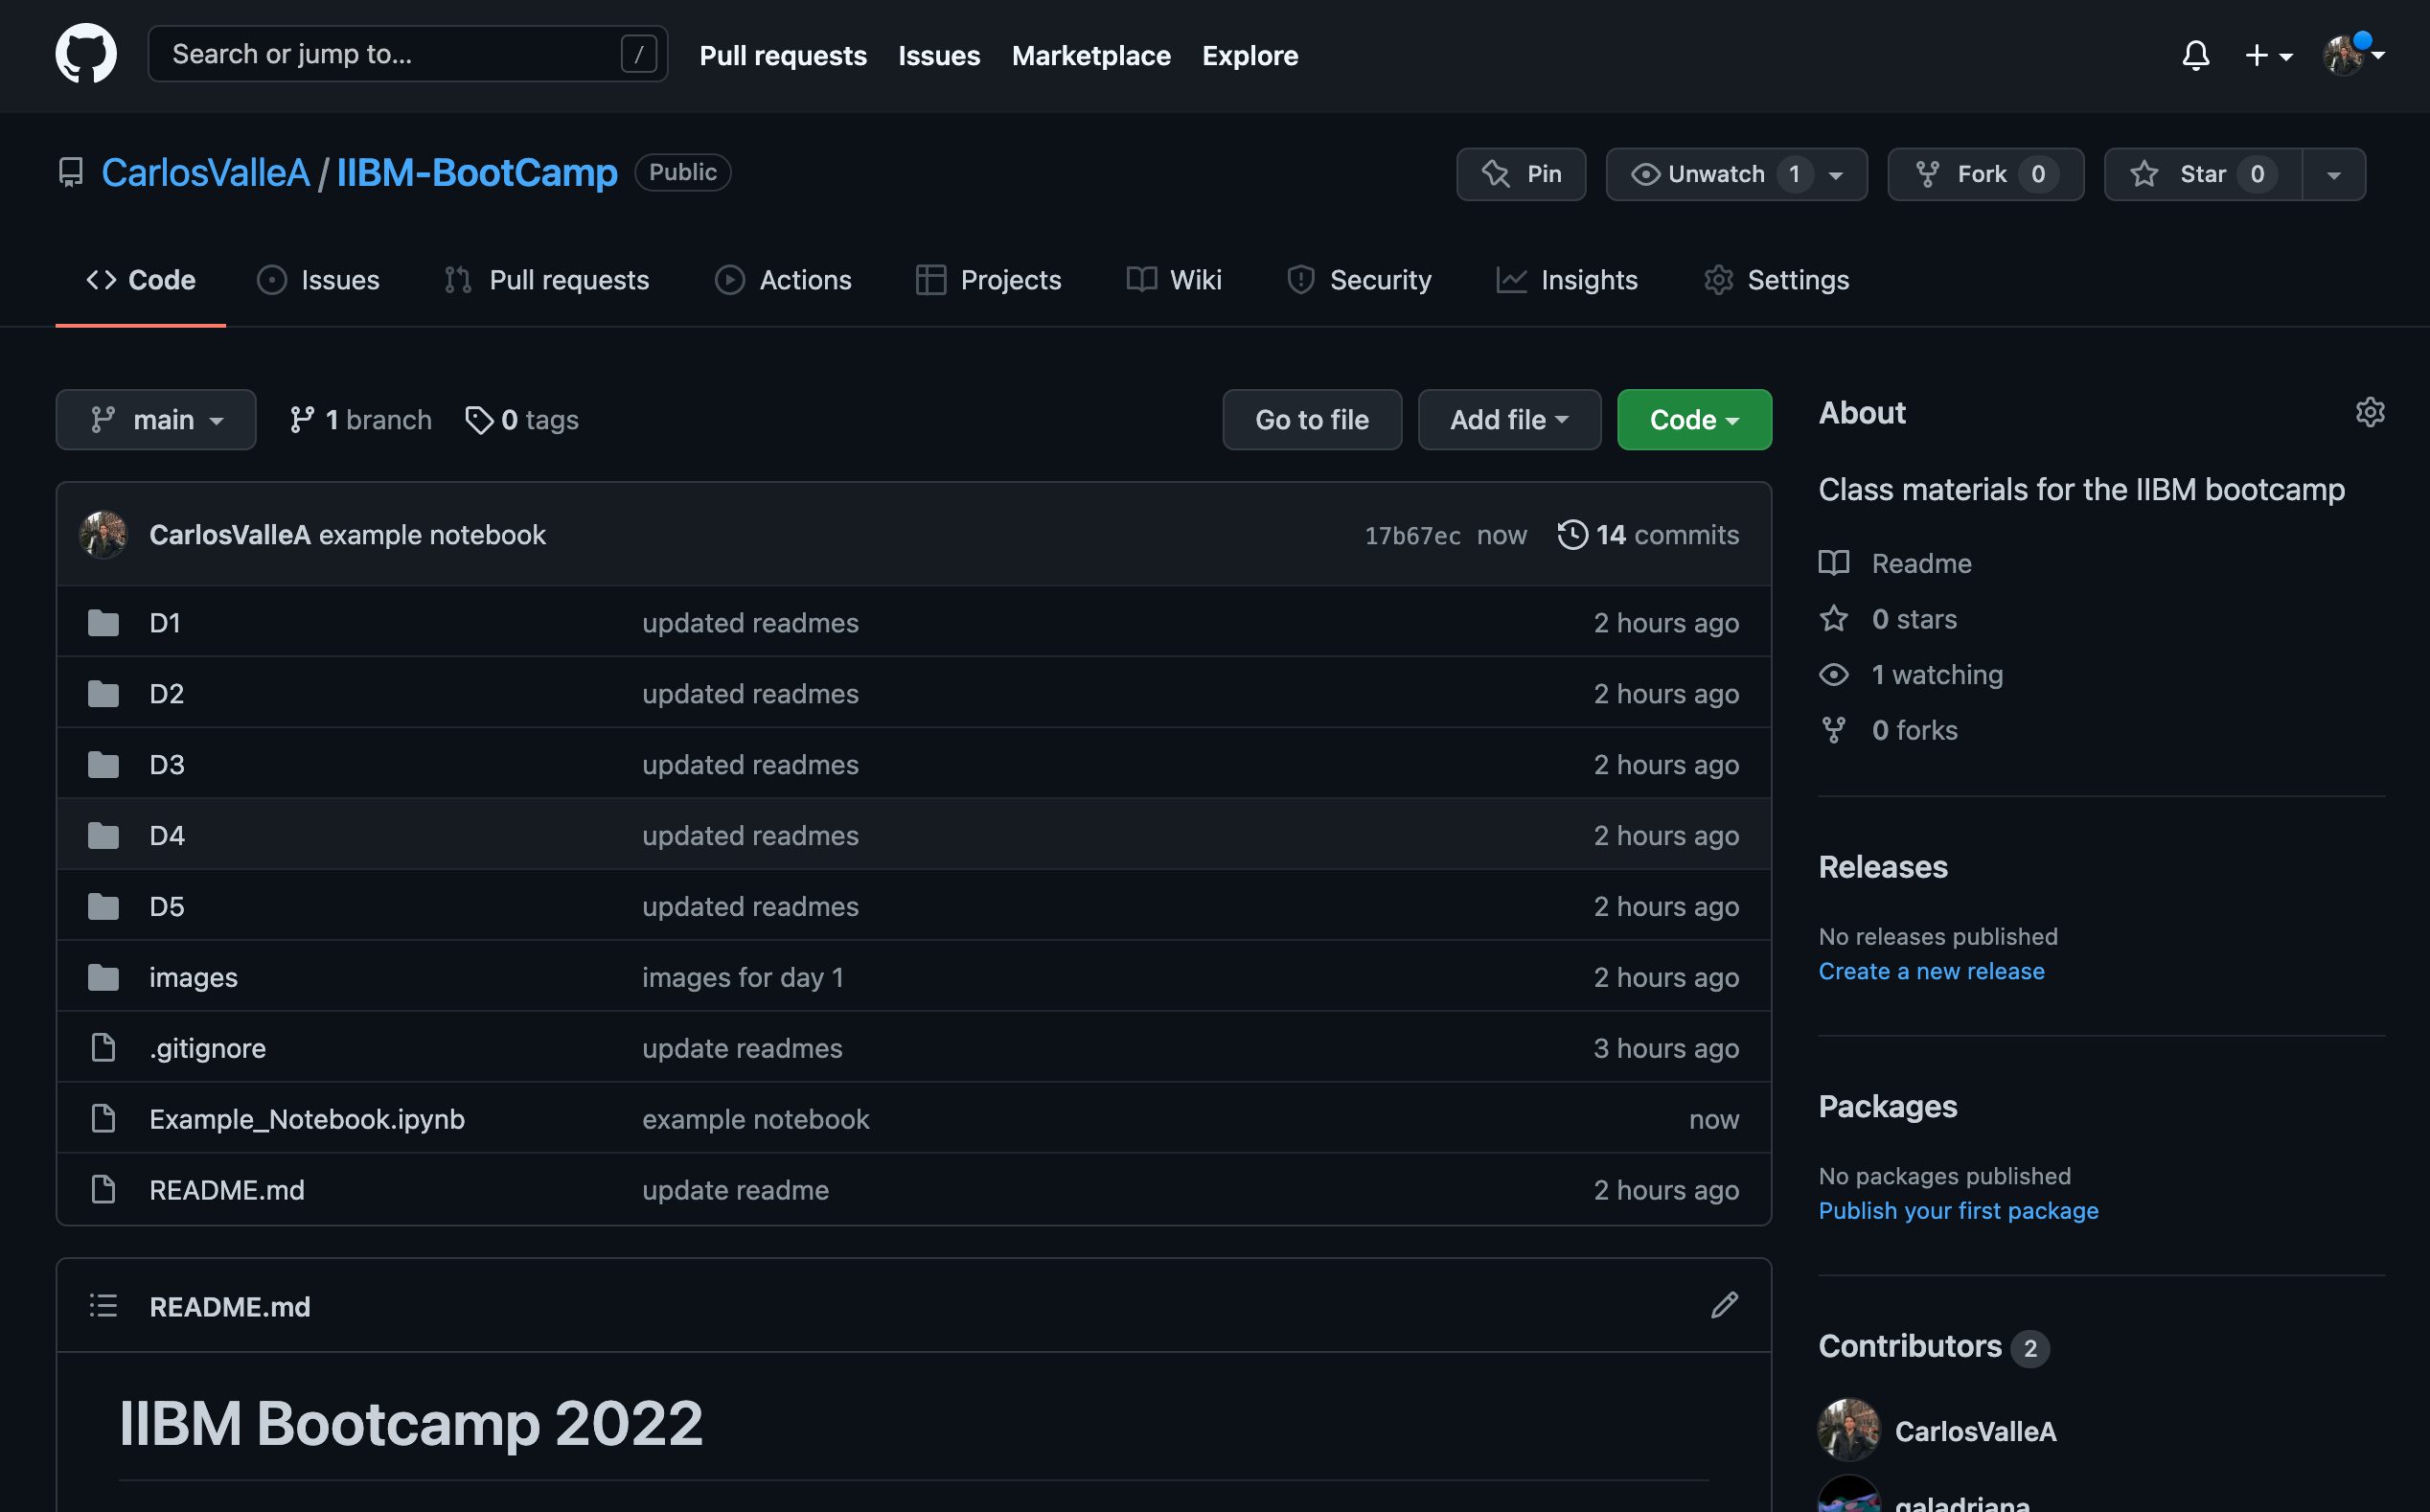 Search or jump to... /
Pull requests Issues Marketplace Explore
CarlosValleA / IIBM-BootCamp Public
Pin Unwatch 1 Fork 0 Star 0
Code Issues Pull requests Actions Projects Wiki Security Insights Settings
main 1 branch 0 tags
Go to file Add file Code
CarlosValleA example notebook 17b67ec now 14 commits
D1 updated readmes 2 hours ago
D2 updated readmes 2 hours ago
D3 updated readmes 2 hours ago
D4 updated readmes 2 hours ago
D5 updated readmes 2 hours ago
images images for day 1 2 hours ago
.gitignore update readmes 3 hours ago
Example_Notebook.ipynb example notebook now
README.md update readme 2 hours ago
README.md
IIBM Bootcamp 2022
About
Class materials for the IIBM bootcamp
Readme
0 stars
1 watching
0 forks
Releases
No releases published
Create a new release
Packages
No packages published
Publish your first package
Contributors 2
CarlosValleA
galadriana